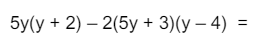 5y(y + 2) – 2(5y + 3)(y – 4)  =